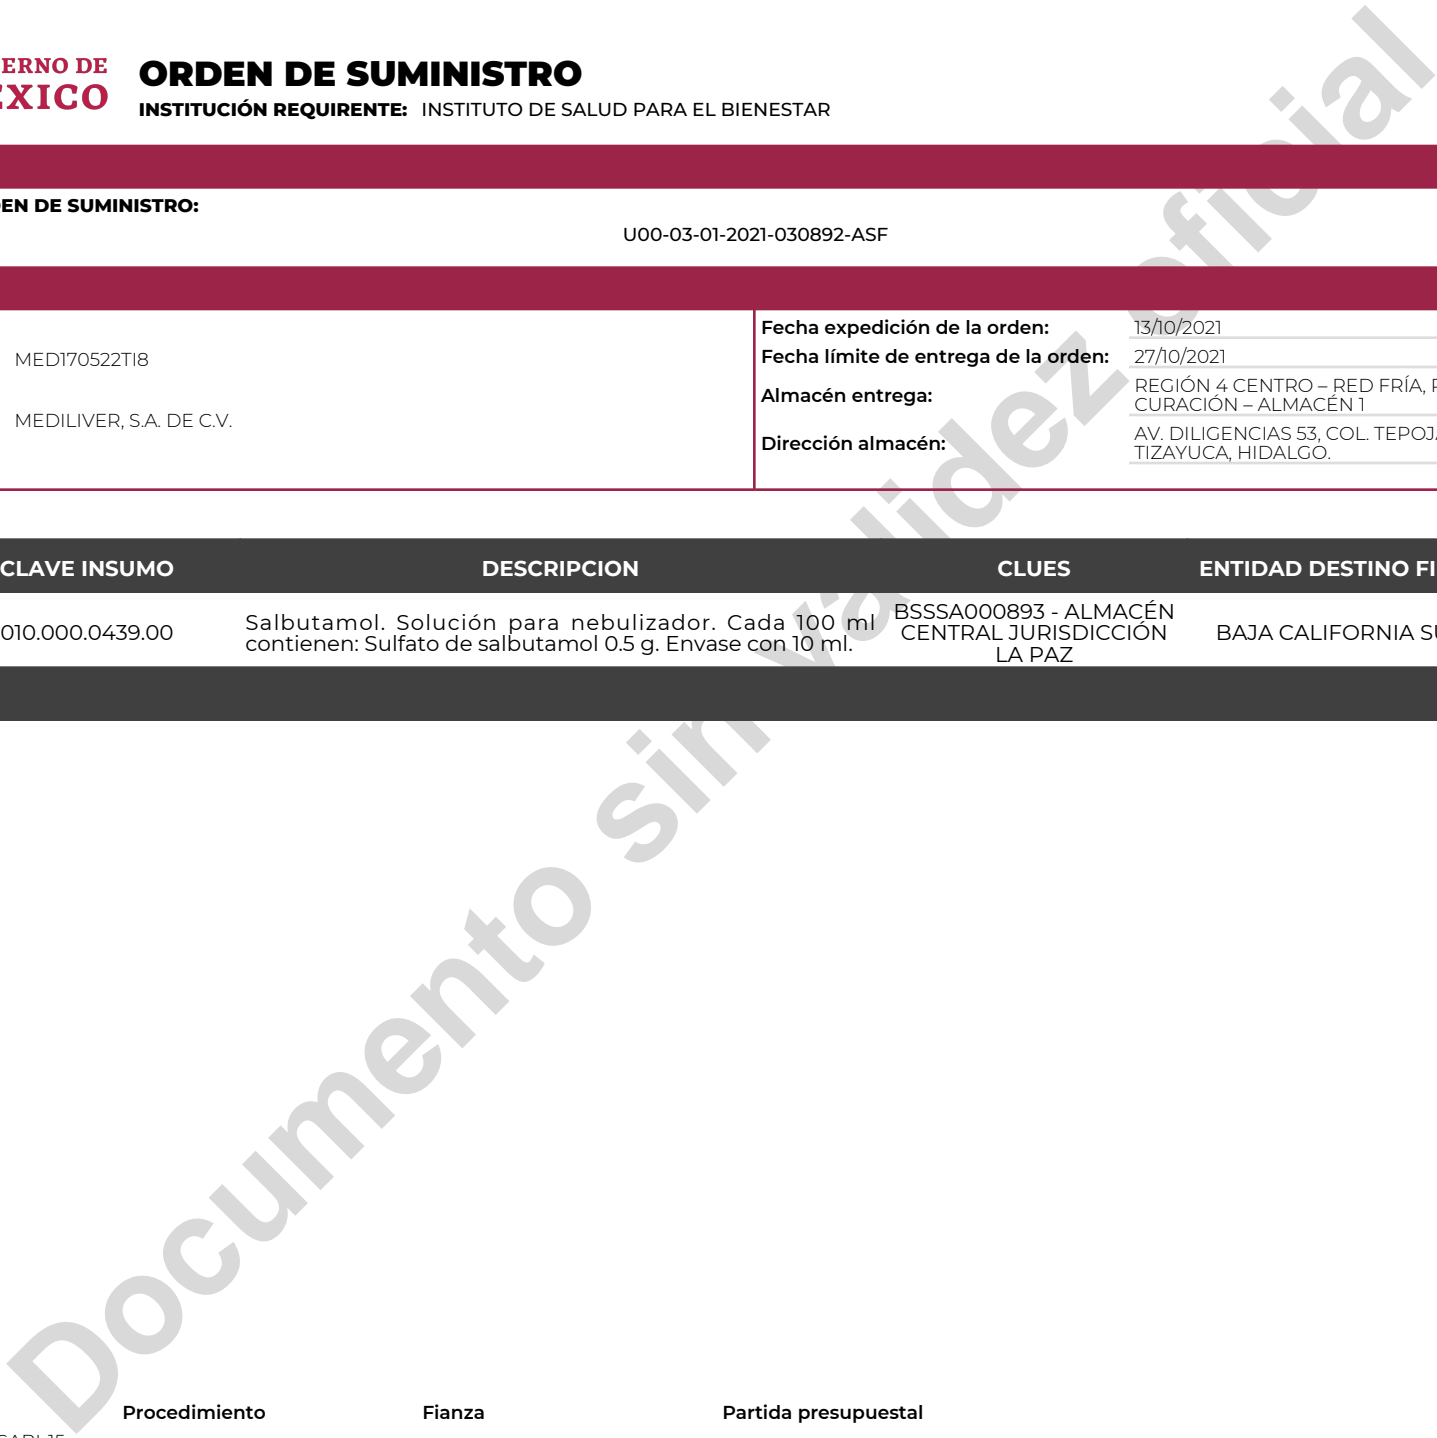 ERNO DE
ORDEN DE SUMINISTRO
INSTITUCIÓN REQUIRENTE: INSTITUTO DE SALUD PARA EL BIENESTAR
EN DE SUMINISTRO:
U00-03-01-2021-030892-ASF
MED170522TI8
MEDILIVER, S.A. DE C.V.
Fecha expedición de la orden: 13/10/2021
Fecha límite de entrega de la orden: 27/10/2021
Almacén entrega: REGIÓN 4 CENTRO – RED FRÍA,
CURACIÓN – ALMACÉN 1
Dirección almacén: AV. DILIGENCIAS 53, COL. TEPOJ
TIZAYUCA, HIDALGO.
CLAVE INSUMO DESCRIPCION CLUES ENTIDAD DESTINO FI
010.000.0439.00
Salbutamol. Solución para nebulizador. Cada 100 ml
contienen: Sulfato de salbutamol 0.5 g. Envase con 10 ml.
BSSSA000893 - ALMACÉN
CENTRAL JURISDICCIÓN
LA PAZ
BAJA CALIFORNIA S
Documento sin validez oficial
Procedimiento Fianza Partida presupuestal